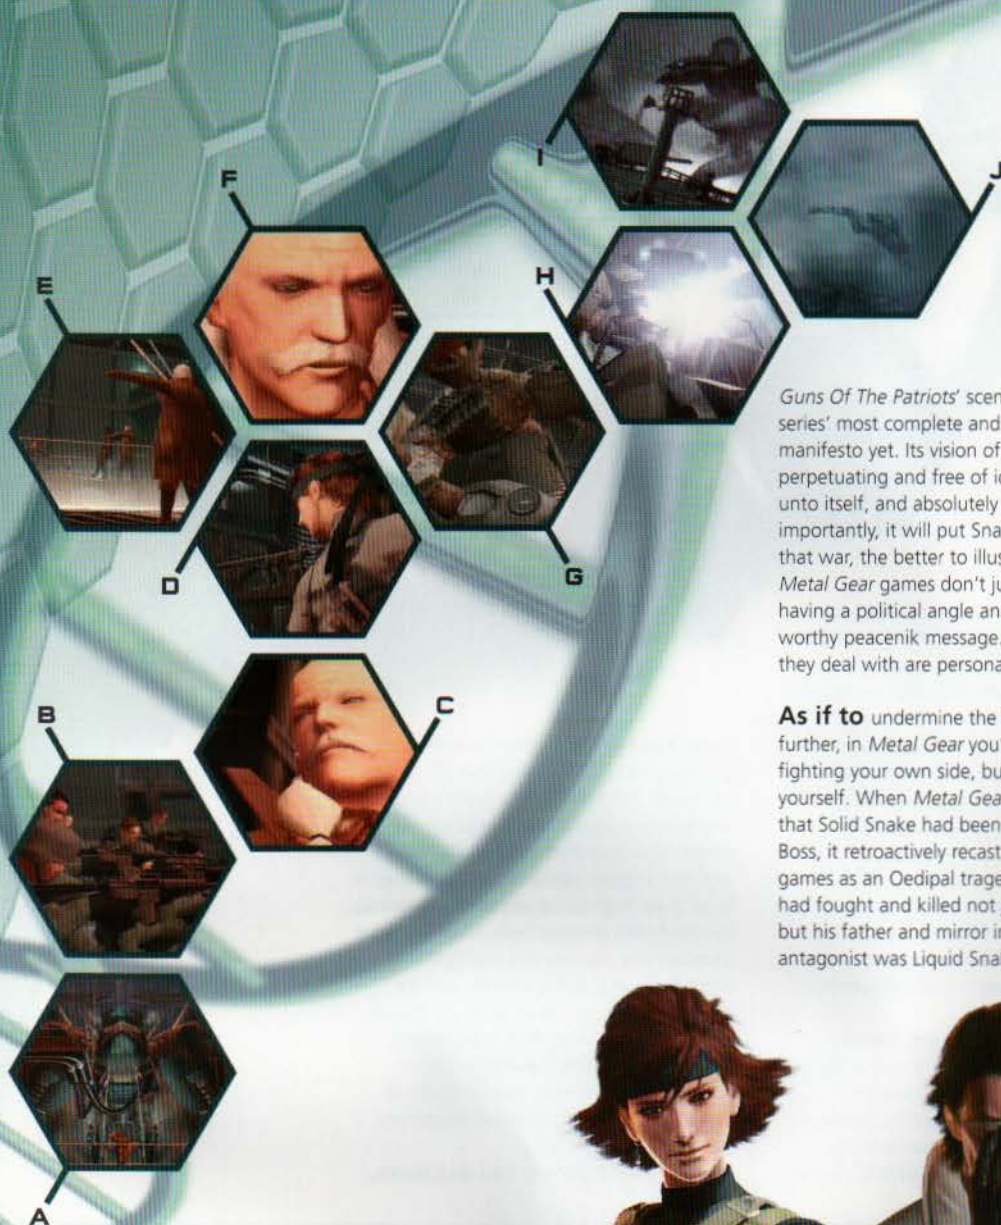 I
J
F
H
E
D
G
B
C
A
Guns Of The Patriots' scen
series' most complete and
manifesto yet. Its vision of
perpetuating and free of id
unto itself, and absolutely
importantly, it will put Sna
that war, the better to illus
Metal Gear games don't ju
having a political angle an
worthy peacenik message.
they deal with are persona
As if to undermine the
further, in Metal Gear you'
fighting your own side, bu
yourself. When Metal Gea
that Solid Snake had been
Boss, it retroactively recast
games as an Oedipal trage
had fought and killed not
but his father and mirror i
antagonist was Liquid Snal